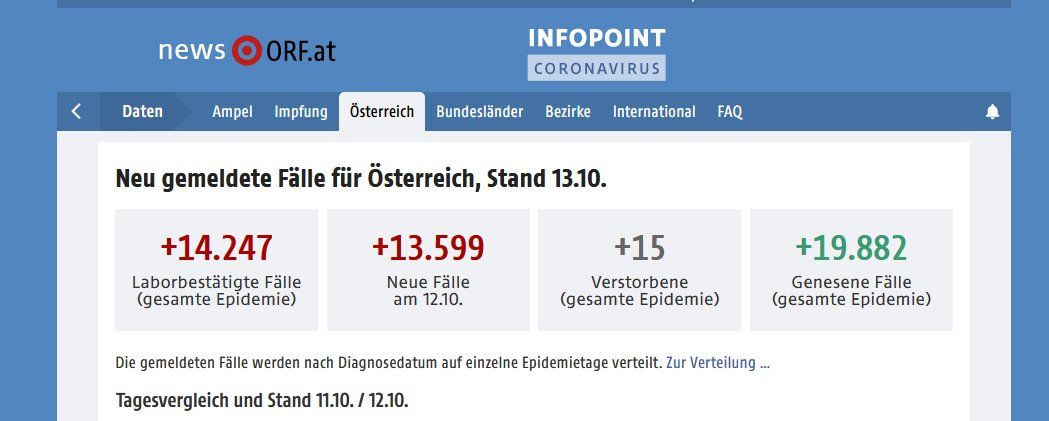 news ORF.at
INFOPOINT
CORONAVIRUS
Daten Ampel Impfung Österreich Bundesländer Bezirke International FAQ
Neu gemeldete Fälle für Österreich, Stand 13.10.
+14.247
Laborbestätigte Fälle
(gesamte Epidemie)
+13.599
Neue Fälle
am 12.10.
+15
Verstorbene
(gesamte Epidemie)
+19.882
Genesene Fälle
(gesamte Epidemie)
Die gemeldeten Fälle werden nach Diagnosedatum auf einzelne Epidemietage verteilt. Zur Verteilung ...
Tagesvergleich und Stand 11.10. / 12.10.